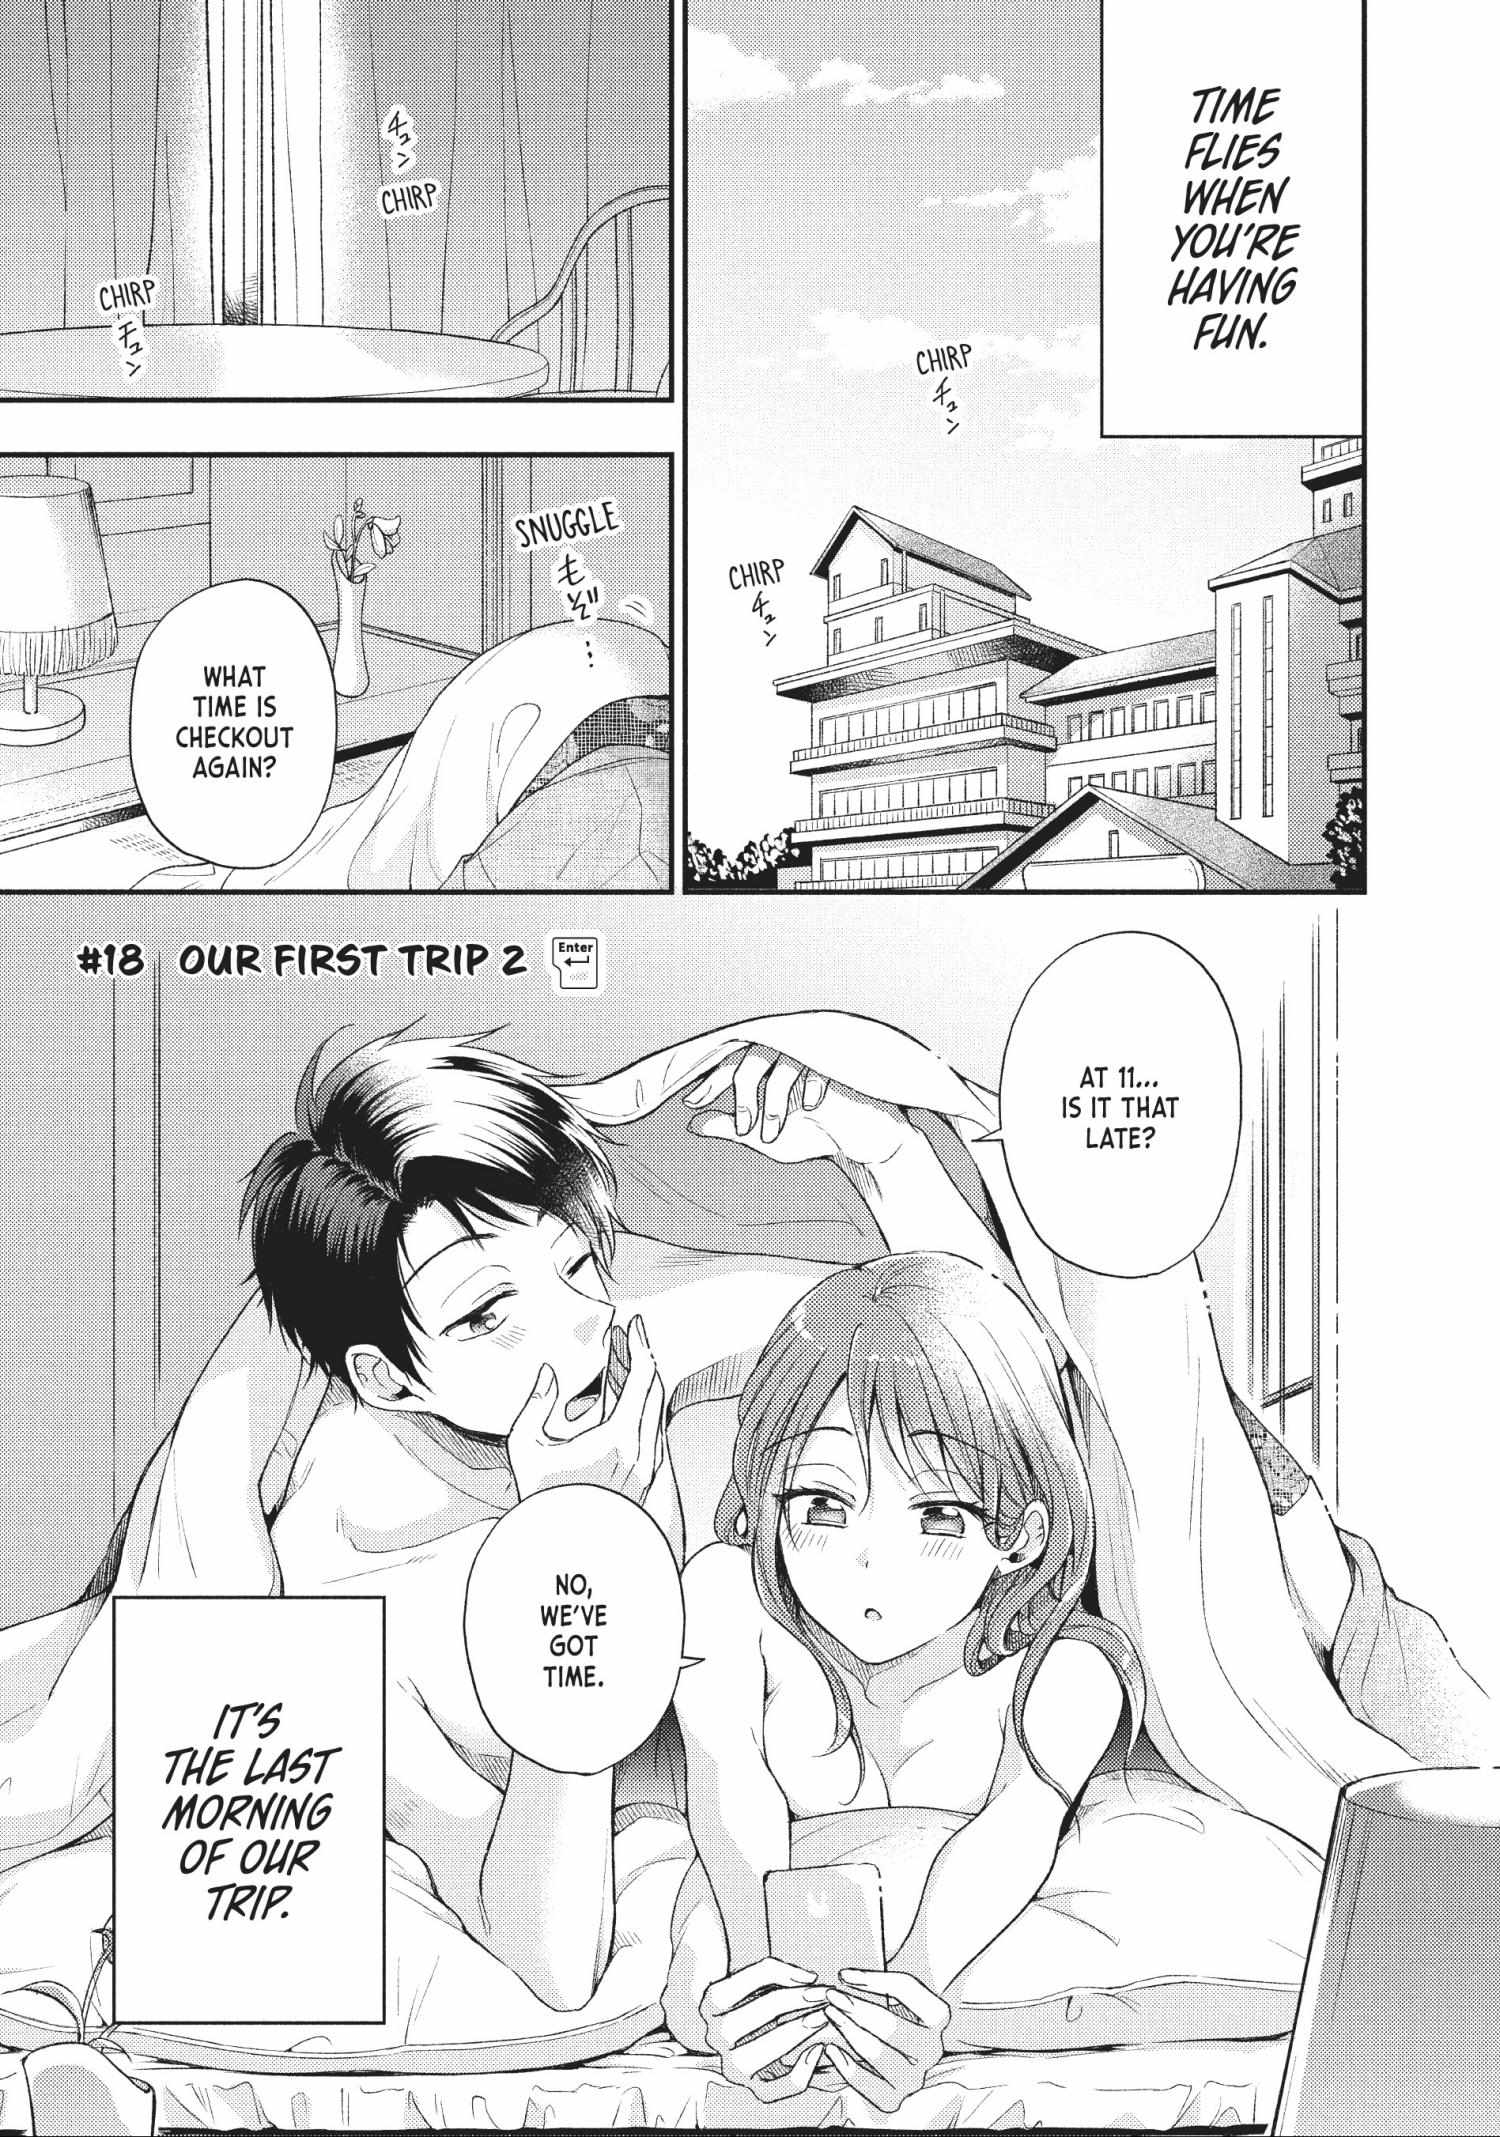 TIME
FLIES
WHEN
YOU'RE
HAVING
FUN.
CHIRP
チュン
CHIRP
チュン
チュン
CHIRP
CHIRP
チュン
SNUGGLE
もぞ…
WHAT
TIME IS
CHECKOUT
AGAIN?
#18 OUR FIRST TRIP 2 Enter
AT 11...
IS IT THAT
LATE?
NO,
WE'VE
GOT
TIME.
IT'S
THE LAST
MORNING
OF OUR
TRIP.